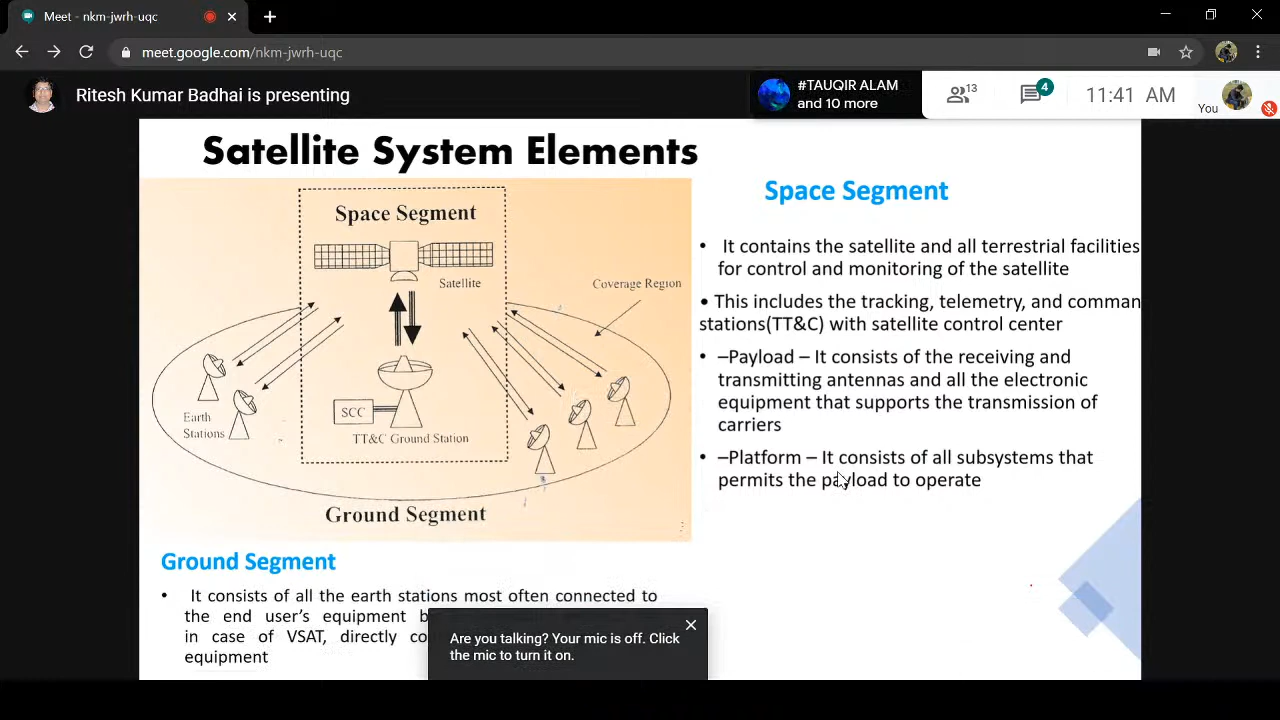 Meet - nkm-jwrh-uqc
meet.google.com/nkm-jwrh-uqc
Ritesh Kumar Badhai is presenting
#TAUQIR ALAM
and 10 more
13
4
11:41 AM
You
Satellite System Elements
Space Segment
Satellite
Coverage Region
Earth
Stations
SCC
TT&C Ground Station
Ground Segment
Space Segment
• It contains the satellite and all terrestrial facilities
for control and monitoring of the satellite
• This includes the tracking, telemetry, and comman
stations(TT&C) with satellite control center
• –Payload – It consists of the receiving and
transmitting antennas and all the electronic
equipment that supports the transmission of
carriers
• –Platform – It consists of all subsystems that
permits the payload to operate
Ground Segment
• It consists of all the earth stations most often connected to
the end user's equipment
in case of VSAT, directly
equipment
Are you talking? Your mic is off. Click
the mic to turn it on.